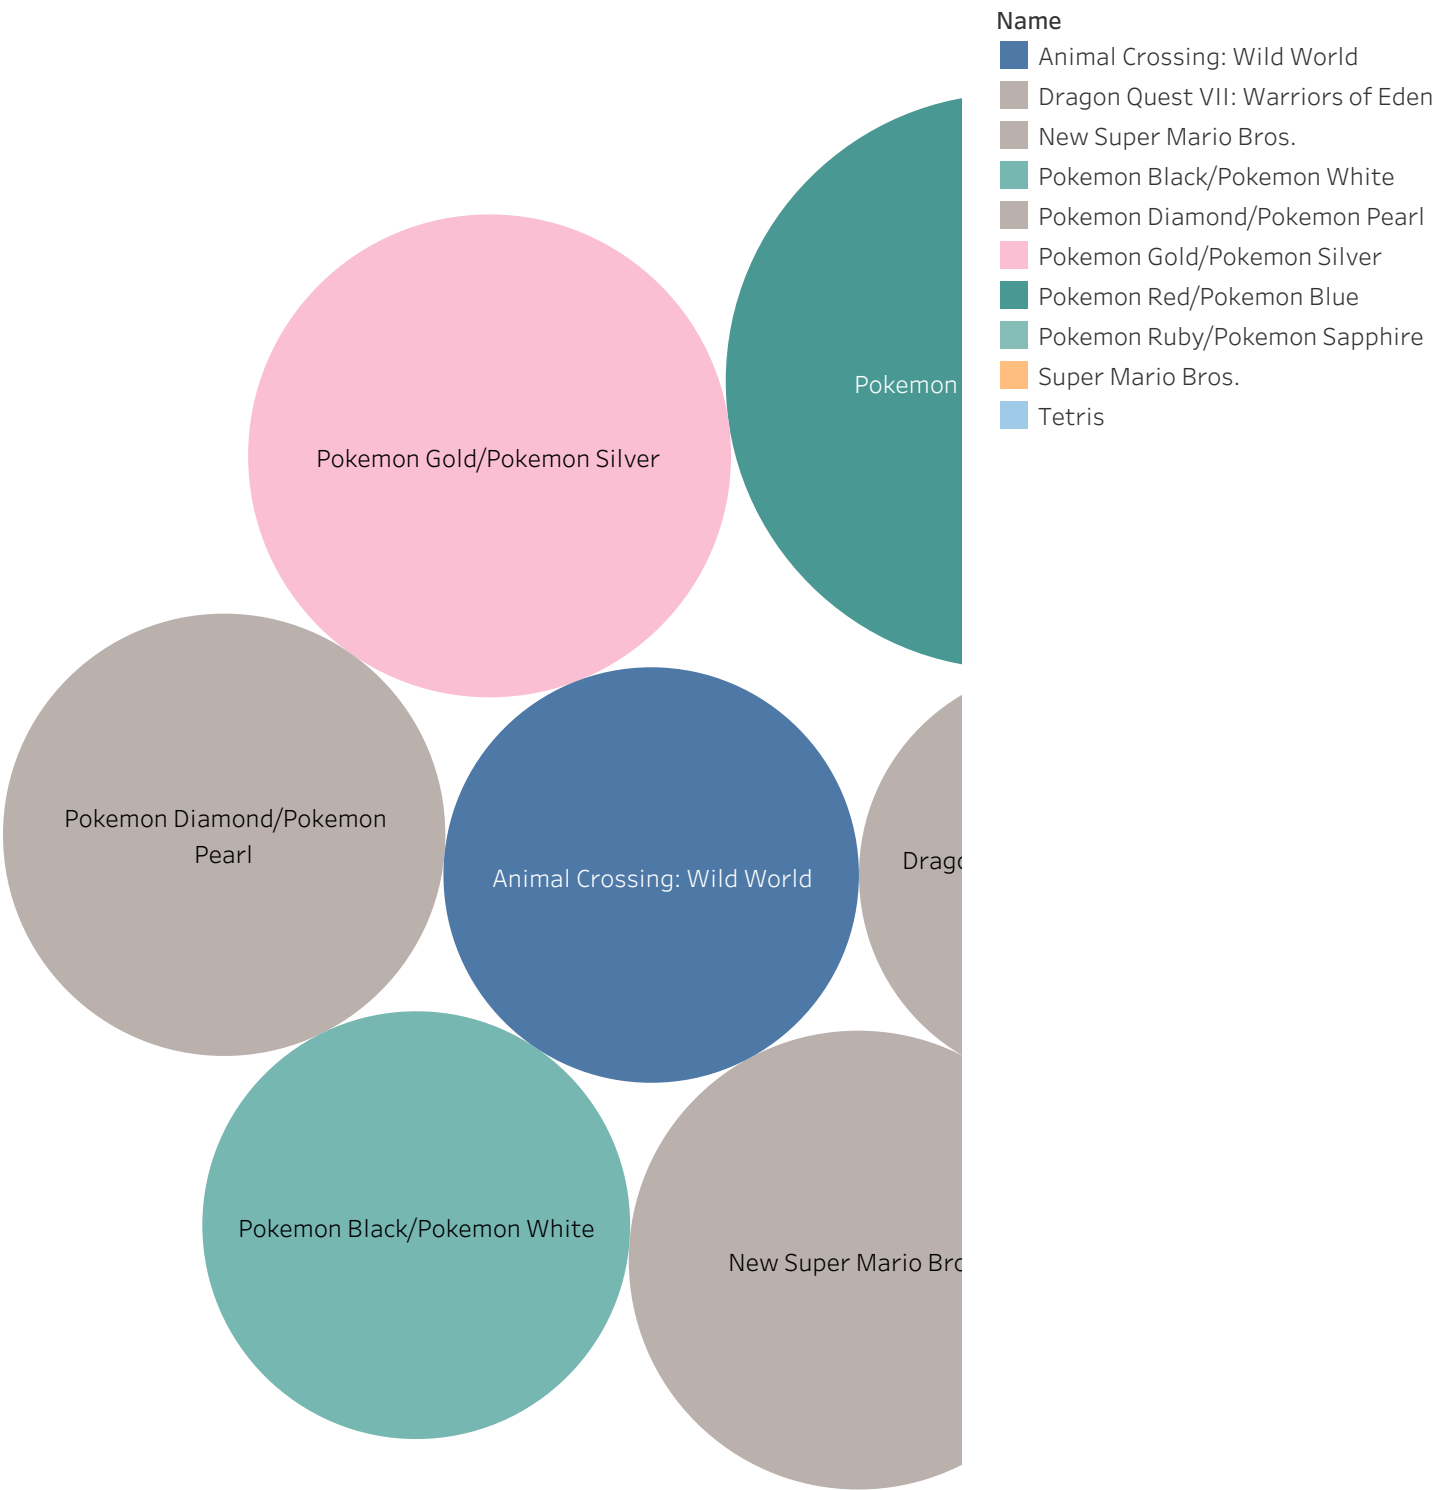 Name
Animal Crossing: Wild World
Dragon Quest VII: Warriors of Eden
New Super Mario Bros.
Pokemon Black/Pokemon White
Pokemon Diamond/Pokemon Pearl
Pokemon Gold/Pokemon Silver
Pokemon Red/Pokemon Blue
Pokemon Ruby/Pokemon Sapphire
Super Mario Bros.
Tetris
Pokemon
Pokemon Gold/Pokemon Silver
Pokemon Diamond/Pokemon
Pearl
Animal Crossing: Wild World
Drago
Pokemon Black/Pokemon White
New Super Mario Bro